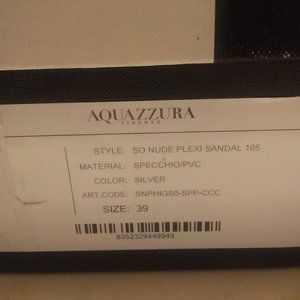 AQUAZZURA
FIRENZE
STYLE: SO NUDE PLEXI SANDAL 105
MATERIAL: SPECCHIO/PVC
COLOR: SILVER
ART.CODE: SNPHIGS0-SPP-CCC
SIZE: 39
8052329449949